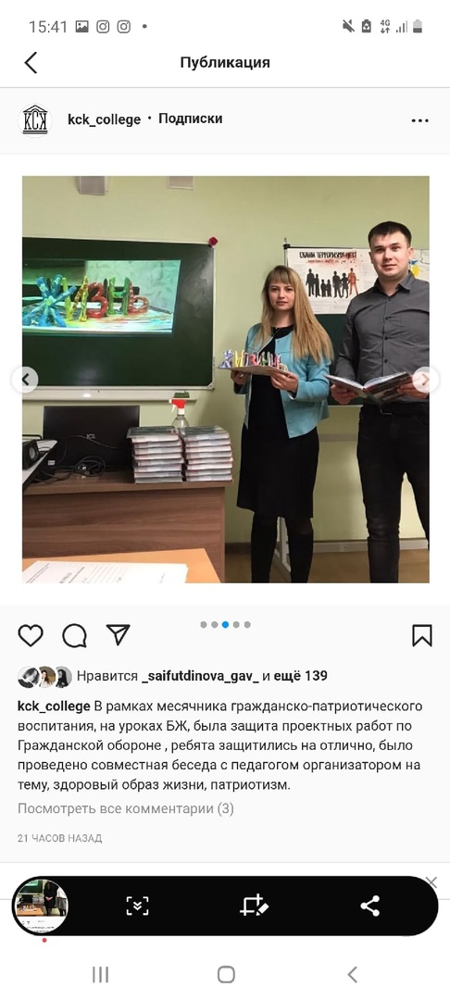 15:41
4G
Публикация
КСК
kck_college • Подписки
ЖИЗНЬ
СКАЖИ ТЕРРОРИЗМУ НЕТ
ЖИЗНЬ
Нравится _saifutdinova_gav_ и ещё 139
kck_college В рамках месячника гражданско-патриотического
воспитания, на уроках БЖ, была защита проектных работ по
Гражданской обороне , ребята защитились на отлично, было
проведено совместная беседа с педагогом организатором на
тему, здоровый образ жизни, патриотизм.
Посмотреть все комментарии (3)
21 ЧАСОВ НАЗАД